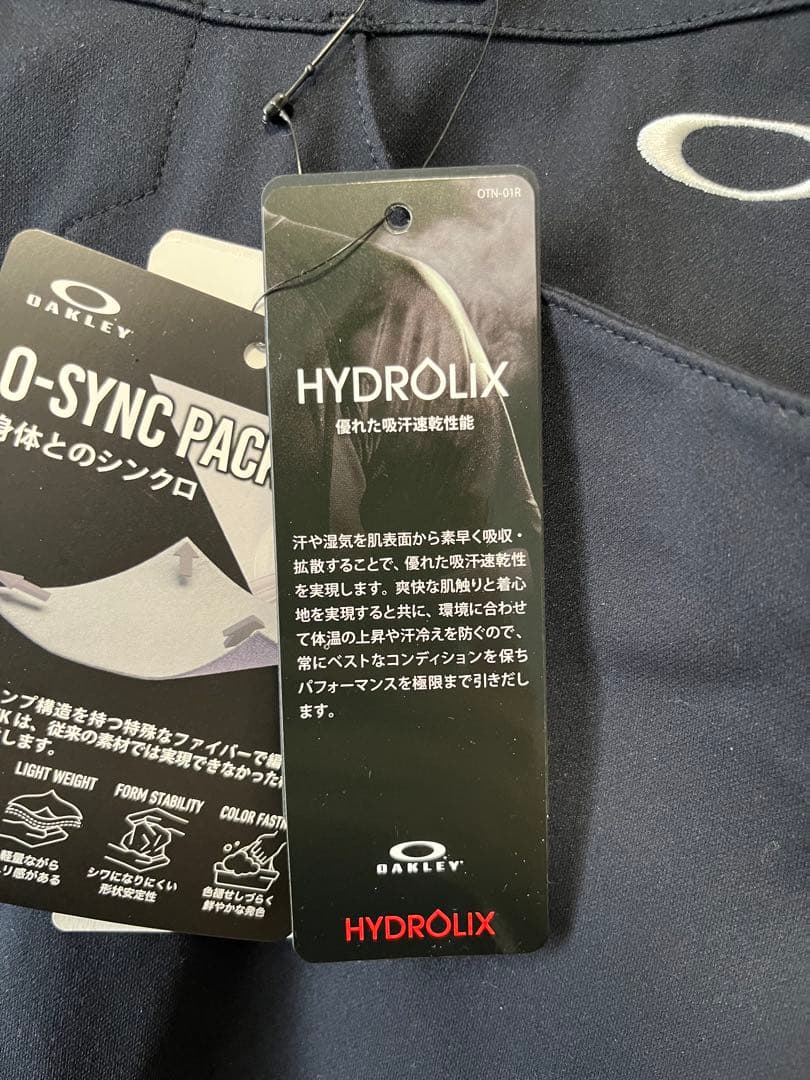 OTN-01R
HYDROLIX
優れた吸汗速乾性能
汗や湿気を肌表面から素早く吸収・
拡散することで、優れた吸汗速乾性
を実現します。爽快な肌触りと着心
地を実現すると共に、環境に合わせ
て体温の上昇や汗冷えを防ぐので、
常にベストなコンディションを保ち
パフォーマンスを極限まで引きだし
ます。
OAKLEY
HYDROLIX
OAKLEY
O-SYNC PACK
身体とのシンクロ
ンプ構造を持つ特殊なファイバーで編
Kは、従来の素材では実現できなかった
します。
LIGHT WEIGHT
軽量ながら
リ感がある
FORM STABILITY
シワになりにくい
形状安定性
COLOR FASTN
色褪せしづらく
鮮やかな発色